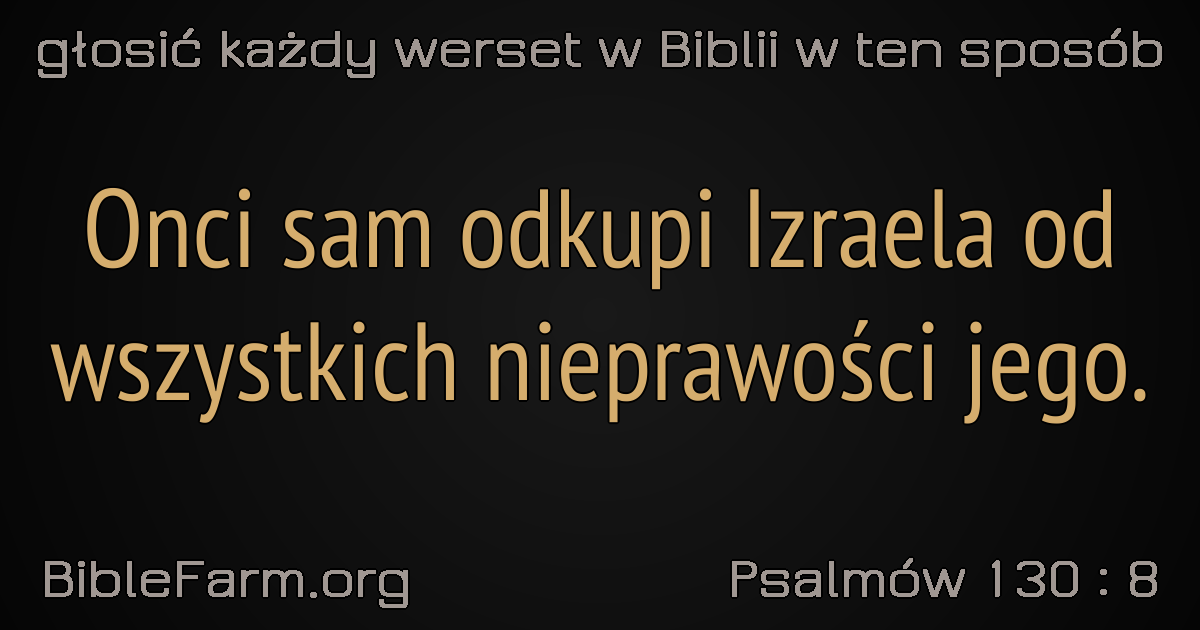 głosić każdy werset w Biblii w ten sposób
Onci sam odkupi Izraela od
wszystkich nieprawości jego.
BibleFarm.org
Psalmów 130 : 8